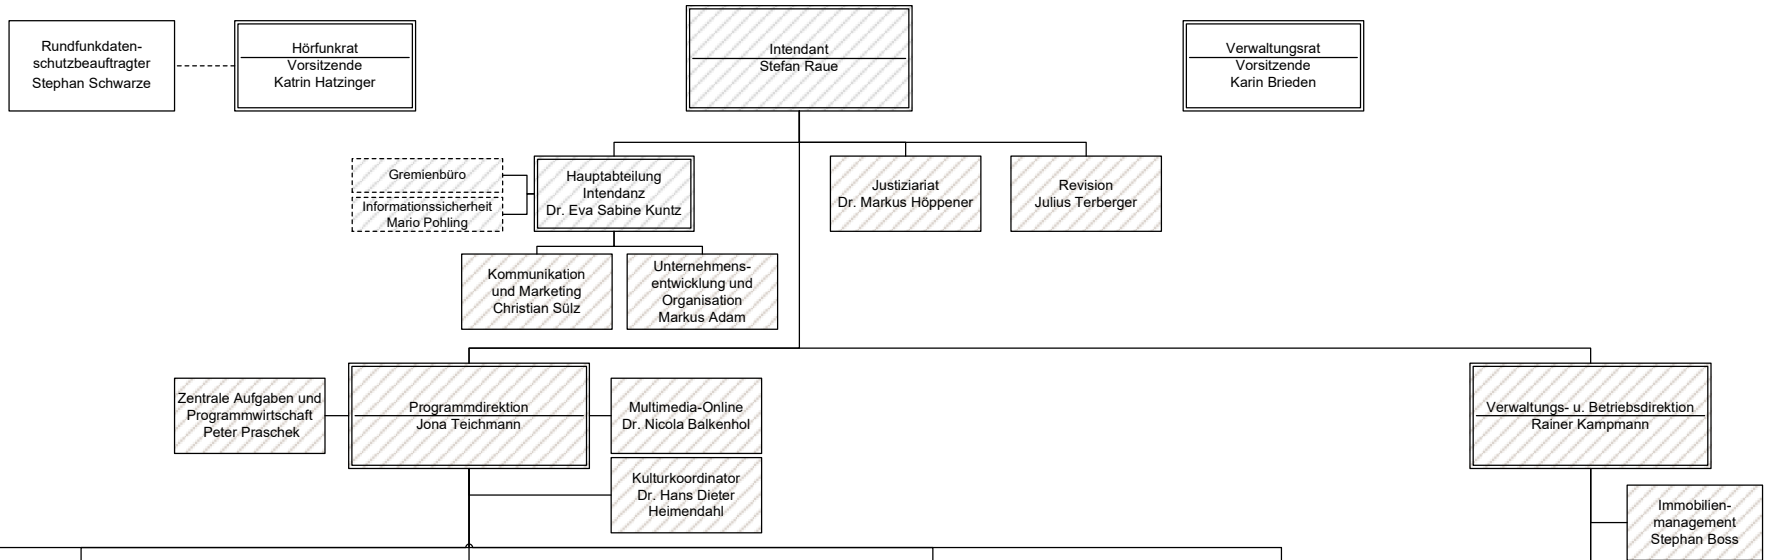 Rundfunkdaten-
schutzbeauftragter
Stephan Schwarze
Hörfunkrat
Vorsitzende
Katrin Hatzinger
Intendant
Stefan Raue
Verwaltungsrat
Vorsitzende
Karin Brieden
Gremienbüro
Informationssicherheit
Mario Pohling
Hauptabteilung
Intendanz
Dr. Eva Sabine Kuntz
Justiziariat
Dr. Markus Höppener
Revision
Julius Terberger
Kommunikation
und Marketing
Christian Sülz
Unternehmens-
entwicklung und
Organisation
Markus Adam
Zentrale Aufgaben und
Programmwirtschaft
Peter Praschek
Programmdirektion
Jona Teichmann
Multimedia-Online
Dr. Nicola Balkenhol
Kulturkoordinator
Dr. Hans Dieter
Heimendahl
Verwaltungs- u. Betriebsdirektion
Rainer Kampmann
Immobilien-
management
Stephan Boss